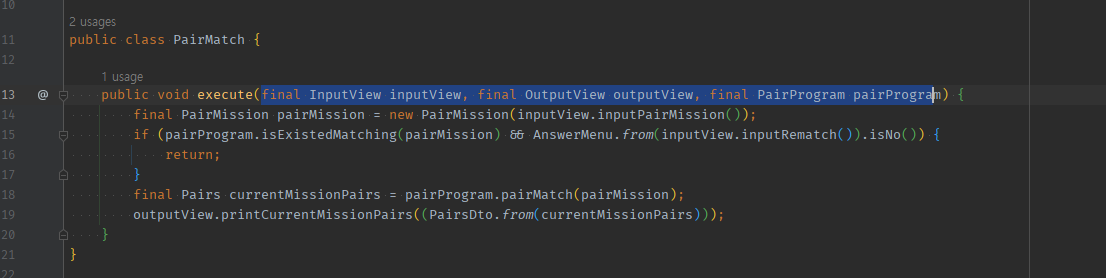 10
2 usages
11 public class PairMatch {
12
1 usage
13 @ public void execute(final InputView inputView, final OutputView outputView, final PairProgram pairProgram) {
14 final PairMission pairMission = new PairMission(inputView.inputPairMission());
15 if (pairProgram.isExistedMatching(pairMission) && AnswerMenu.from(inputView.inputRematch()).isNo()) {
16 return;
17 }
18 final Pairs currentMissionPairs = pairProgram.pairMatch(pairMission);
19 outputView.printCurrentMissionPairs((PairsDto.from(currentMissionPairs)));
20 }
21 }
22